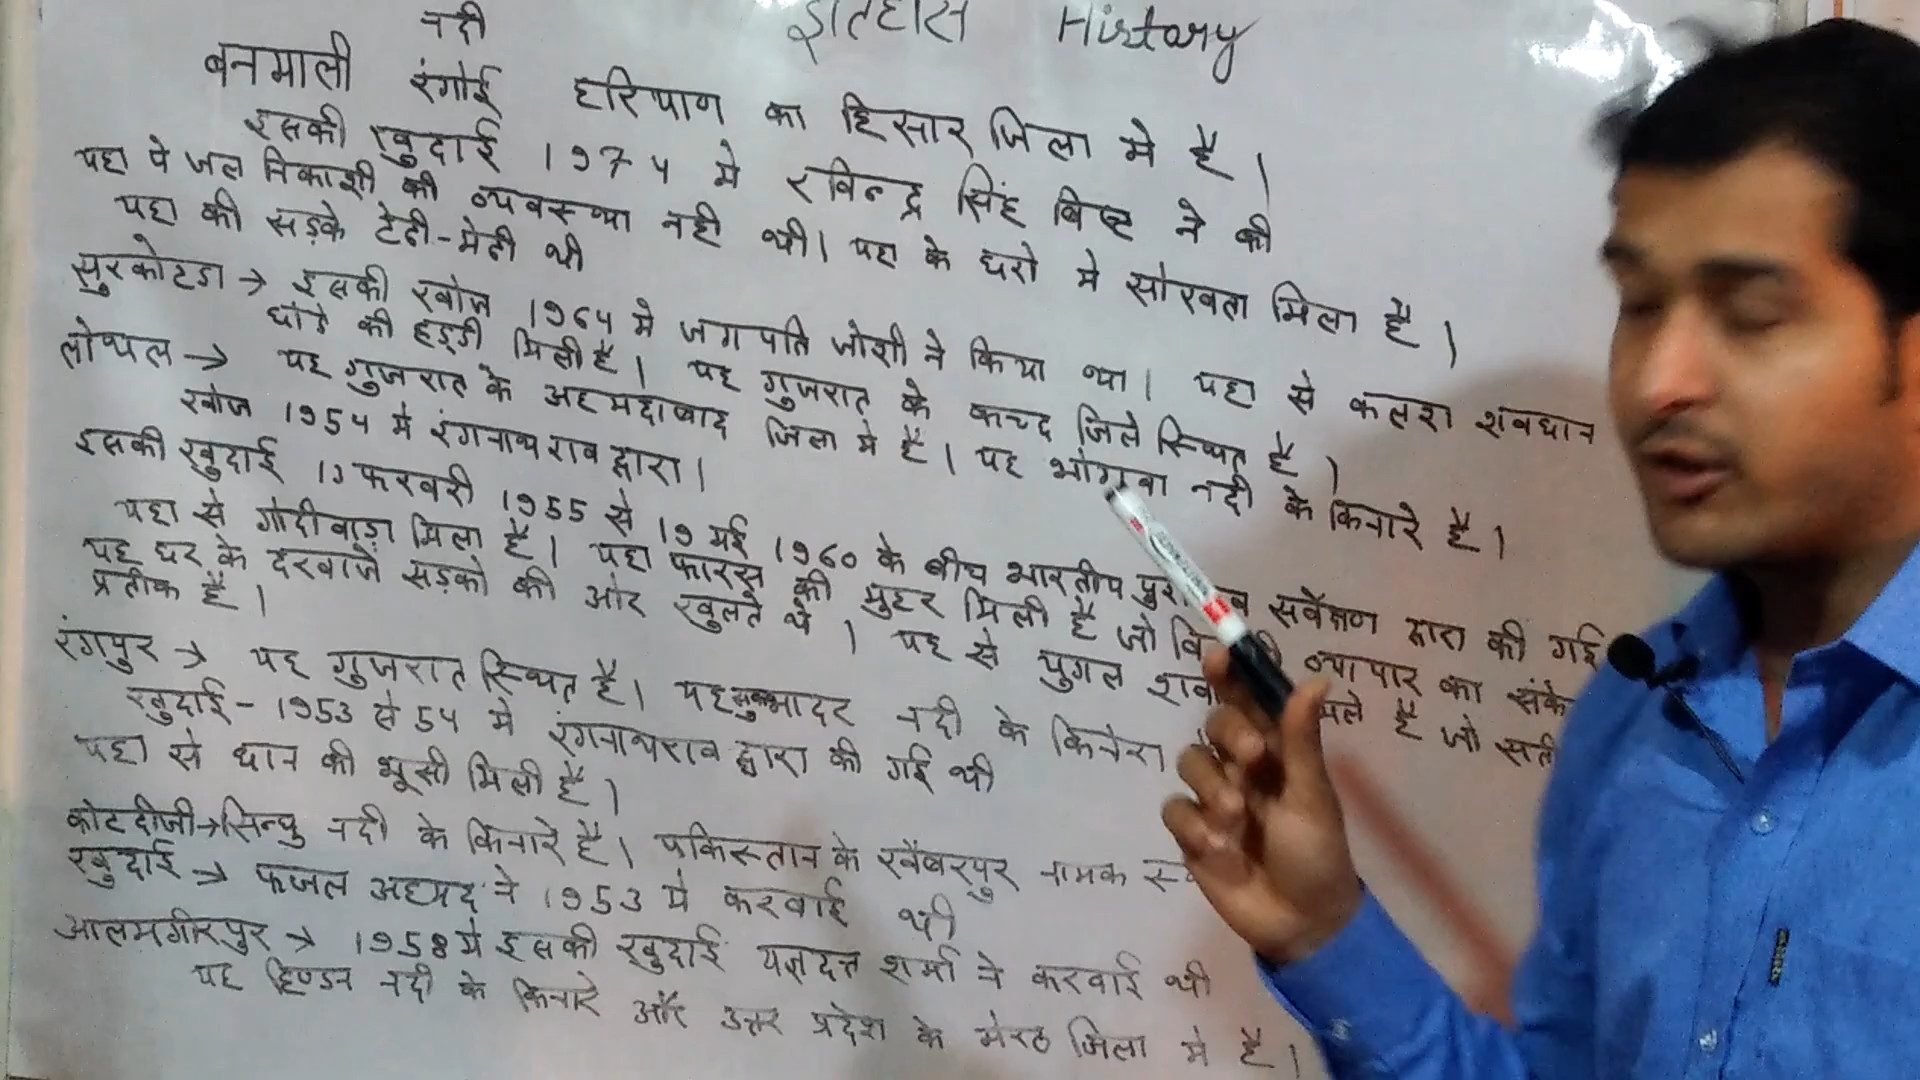 इतिहास History
नदी
बनमाली रंगोई हरियाण का हिसार जिला मे है।
इसकी खुदाई 1974 मे रविन्द्र सिंह बिष्ट ने की
यहा पे जल निकाशी की व्यवस्था नही थी। यहा के घरो मे सोखता मिला है।
यहा की सड़के टेढी-मेढी थी
सुरकोटडा → इसकी खोज 1964 मे जगपति जोशी ने किया था। यहा से कलश शवधान
घोडे की हड्डी मिली है। यह गुजरात के कच्छ जिले स्थित है।
लोथल → यह गुजरात के अहमदाबाद जिला मे है। यह भोगवा नदी के किनारे है।
खोज 1954 मे रंगनाथ राव द्वारा।
इसकी खुदाई 13 फरवरी 1955 से 19 मई 1960 के बीच भारतीय सर्वेक्षण द्वारा की गई
यहा से गोदीवाड़ा मिला है। यहा फारस की मुहर मिली है जो व्यापार का
यह घर के दरवाजे सड़को की ओर खुलते थे। यह से युगल है जो सती
प्रतीक है।
रंगपुर → यह गुजरात स्थित है। यह भादर नदी के किनेरा
खुदाई - 1953 से 54 मे रंगनाथराव द्वारा की गई थी
यहा से धान की भूसी मिली है।
कोटदीजी → सिन्धु नदी के किनारे है। पकिस्तान के खैबरपुर नामक
खुदाई → फजल अहमद ने 1953 मे करवाई थी
आलमगीरपुर → 1958 मे इसकी खुदाई यज्ञदत्त शर्मा ने करवाई थी
यह हिण्डन नदी के किनारे और उत्तर प्रदेश के मेरठ जिला मे है।